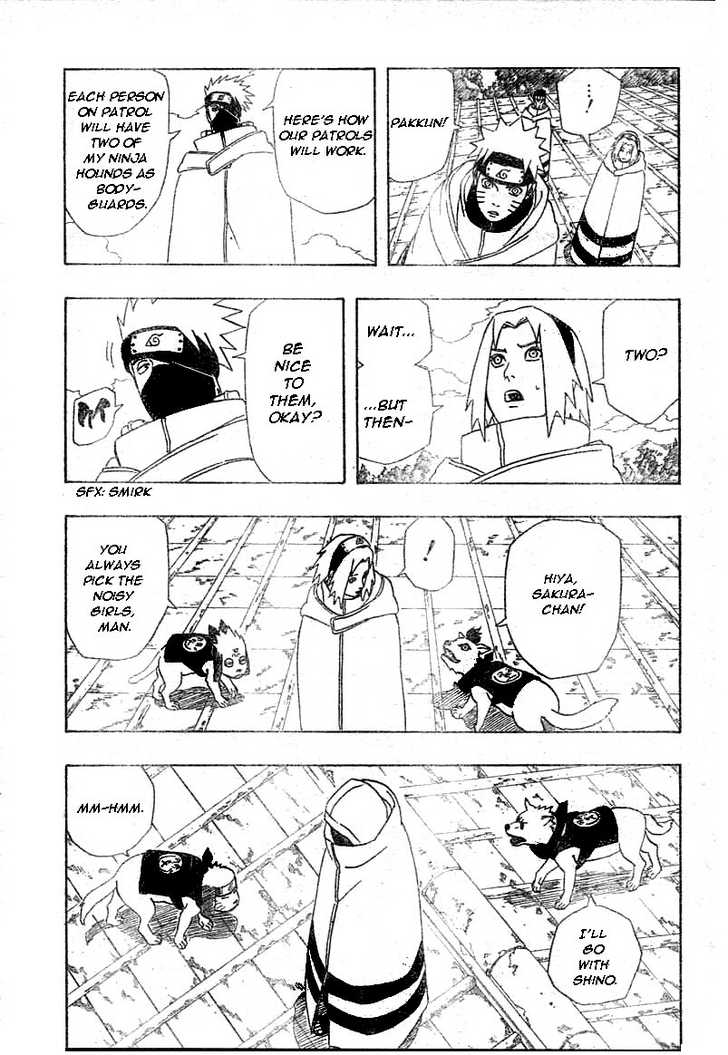 ...!
PAKKUN!
HERE'S HOW
OUR PATROLS
WILL WORK.
EACH PERSON
ON PATROL
WILL HAVE
TWO OF
MY NINJA
HOUNDS AS
BODY-
GUARDS.
TWO?
WAIT...
...BUT
THEN-
BE
NICE
TO
THEM,
OKAY?
SFX: SMIRK
HIYA,
SAKURA-
CHAN!
!
YOU
ALWAYS
PICK THE
NOISY
GIRLS,
MAN.
I'LL
GO
WITH
SHINO.
MM-HMM.